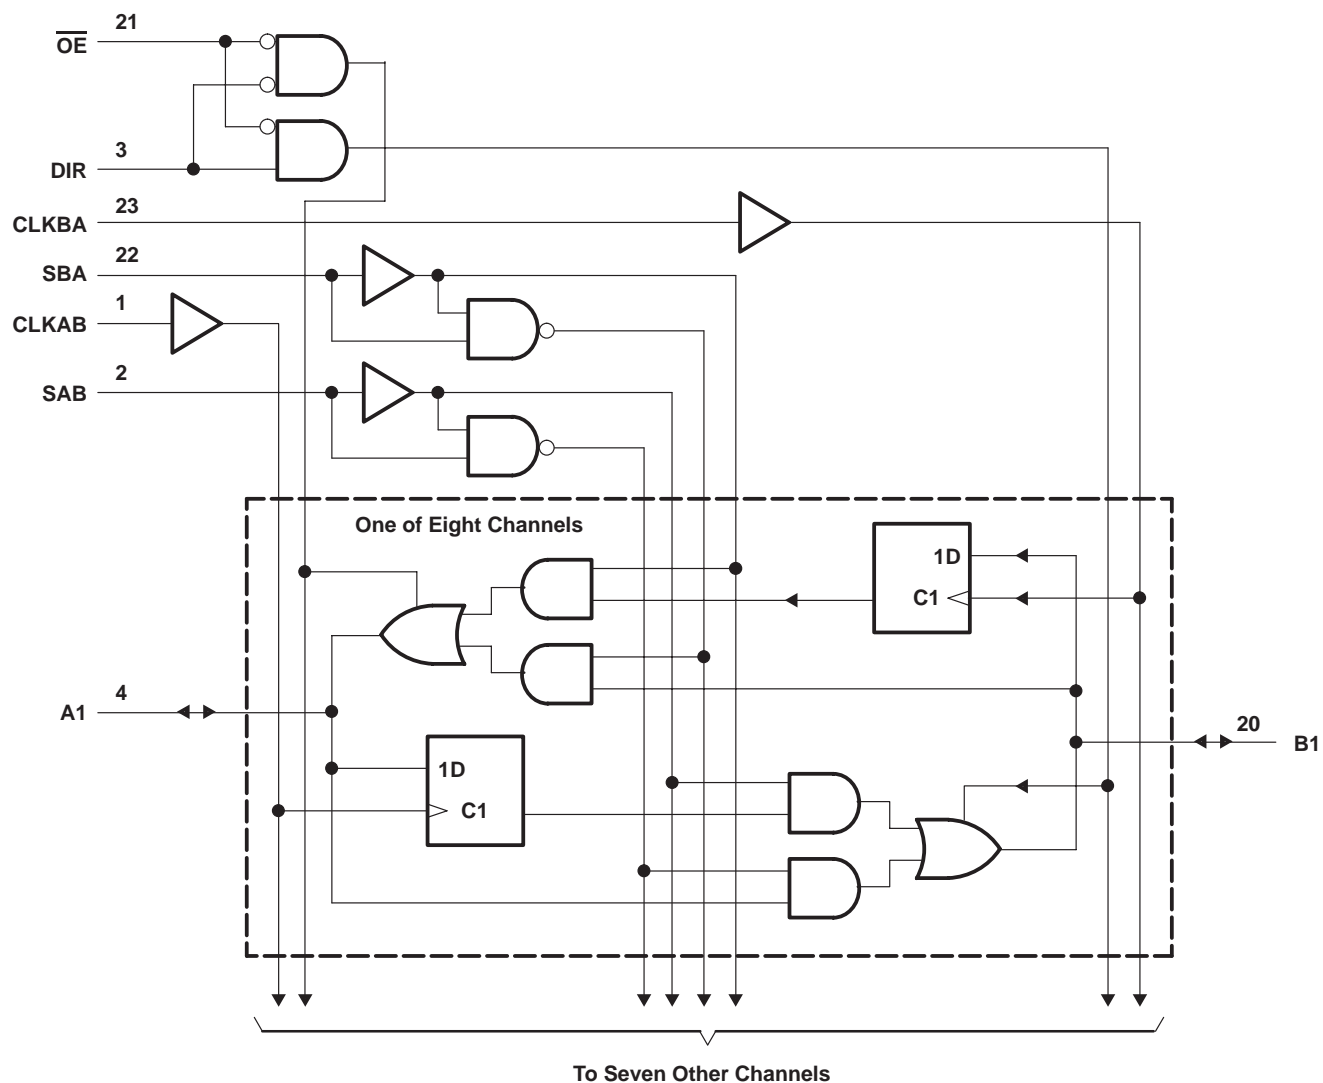 21
O̅E̅
3
DIR
23
CLKBA
22
SBA
1
CLKAB
2
SAB
One of Eight Channels
1D
C1
4
A1
20
B1
1D
C1
To Seven Other Channels